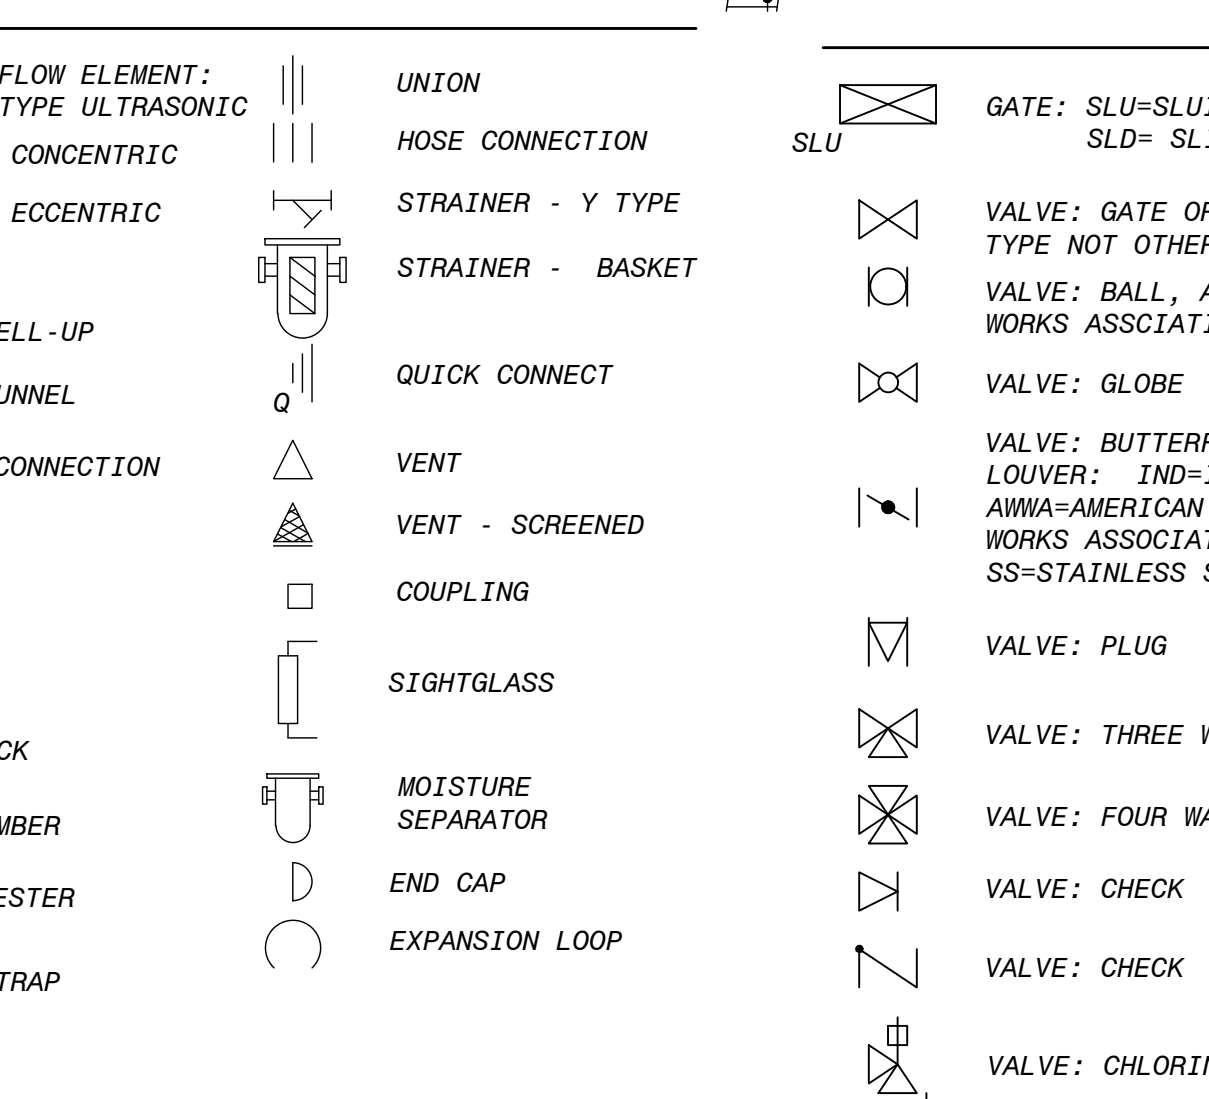 FLOW ELEMENT:
TYPE ULTRASONIC
CONCENTRIC
ECCENTRIC
ELL-UP
UNNEL
CONNECTION
CK
MBER
ESTER
TRAP
UNION
HOSE CONNECTION
STRAINER - Y TYPE
STRAINER - BASKET
Q
QUICK CONNECT
VENT
VENT - SCREENED
COUPLING
SIGHTGLASS
MOISTURE
SEPARATOR
END CAP
EXPANSION LOOP
SLU
GATE: SLU=SLUI
SLD= SLI
VALVE: GATE OR
TYPE NOT OTHER
VALVE: BALL, A
WORKS ASSCIATI
VALVE: GLOBE
VALVE: BUTTERF
LOUVER: IND=I
AWWA=AMERICAN
WORKS ASSOCIAT
SS=STAINLESS S
VALVE: PLUG
VALVE: THREE W
VALVE: FOUR WA
VALVE: CHECK
VALVE: CHECK
VALVE: CHLORIN